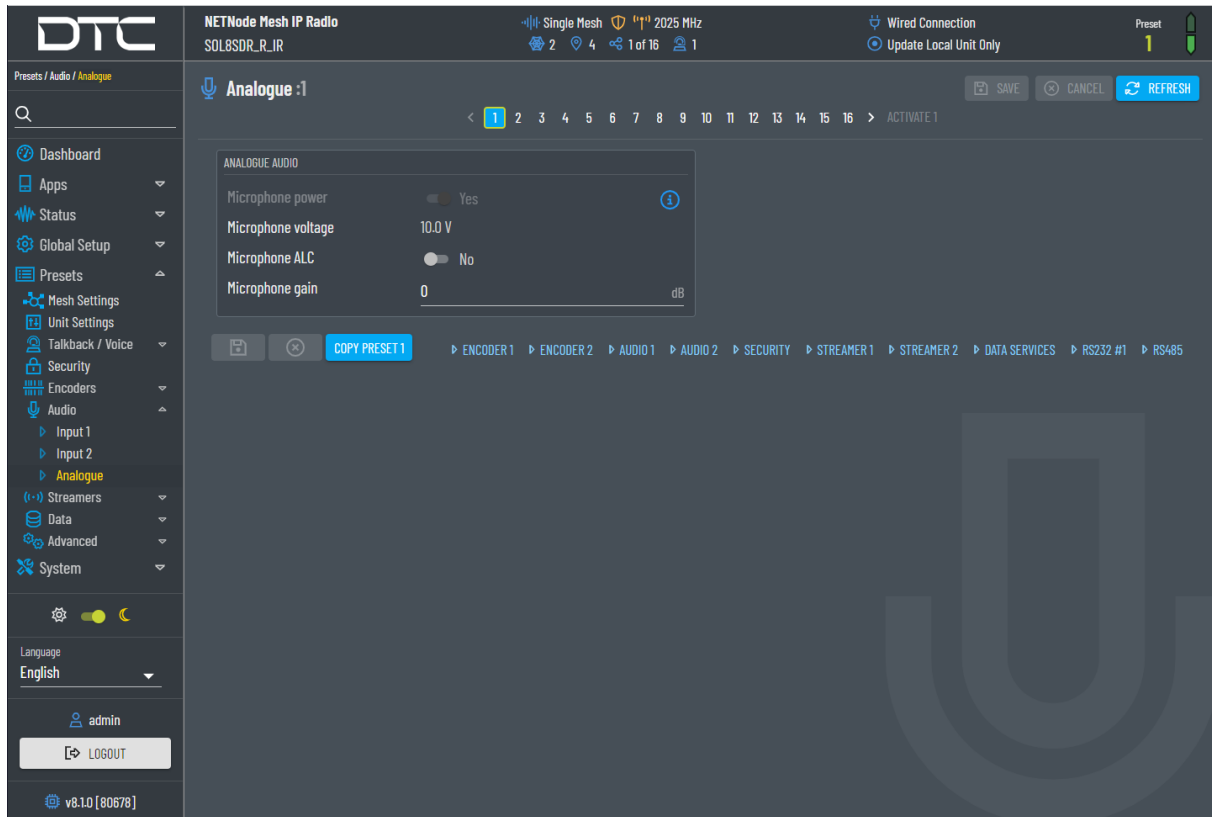 DTC
NETNode Mesh IP Radio
SOL8SDR_R_IR
Single Mesh 2025 MHz
2 4 1 of 16 1
Wired Connection
Update Local Unit Only
Preset
1
Presets / Audio / Analogue
Dashboard
Apps
Status
Global Setup
Presets
Mesh Settings
Unit Settings
Talkback / Voice
Security
Encoders
Audio
Input 1
Input 2
Analogue
Streamers
Data
Advanced
System
Language
English
admin
LOGOUT
v8.1.0 [80678]
Analogue :1
SAVE CANCEL REFRESH
< 1 2 3 4 5 6 7 8 9 10 11 12 13 14 15 16 > ACTIVATE 1
ANALOGUE AUDIO
Microphone power Yes
Microphone voltage 10.0 V
Microphone ALC No
Microphone gain 0 dB
COPY PRESET 1 ENCODER 1 ENCODER 2 AUDIO 1 AUDIO 2 SECURITY STREAMER 1 STREAMER 2 DATA SERVICES RS232 #1 RS485